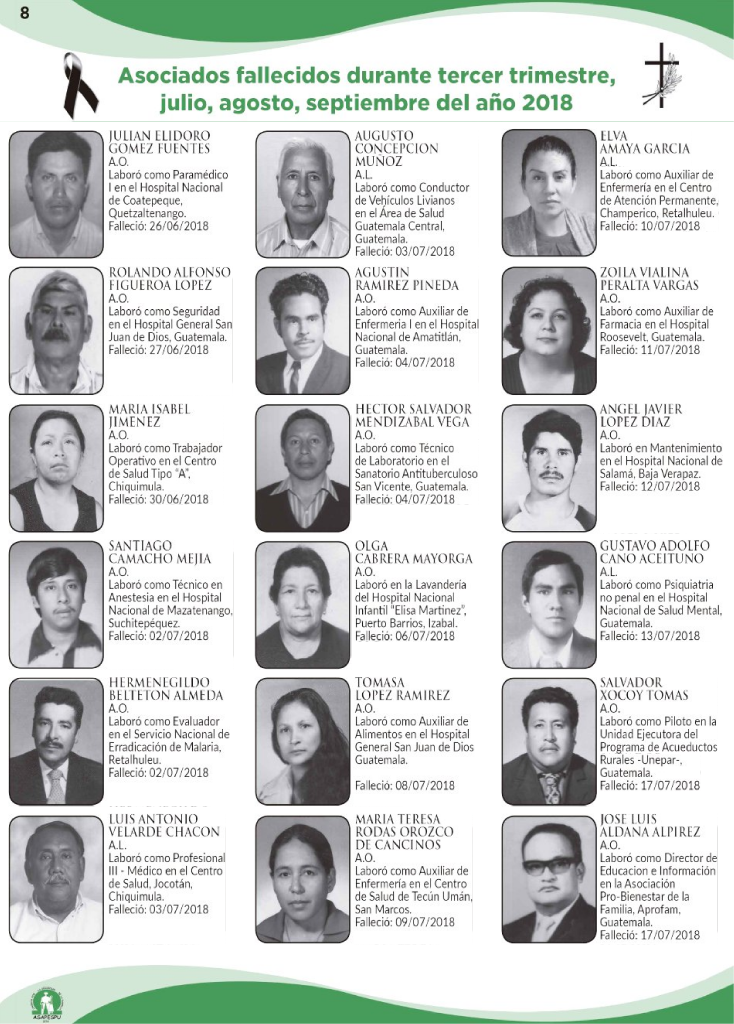 8
Asociados fallecidos durante tercer trimestre,
julio, agosto, septiembre del año 2018
JULIAN ELIDORO
GOMEZ FUENTES
A.O.
Laboró como Paramédico
I en el Hospital Nacional
de Coatepeque,
Quetzaltenango.
Falleció: 26/06/2018
ROLANDO ALFONSO
FIGUEROA LOPEZ
A.O.
Laboró como Seguridad
en el Hospital General San
Juan de Dios, Guatemala.
Falleció: 27/06/2018
MARIA ISABEL
JIMENEZ
A.O.
Laboró como Trabajador
Operativo en el Centro
de Salud Tipo "A",
Chiquimula.
Falleció: 30/06/2018
SANTIAGO
CAMACHO MEJIA
A.O.
Laboró como Técnico en
Anestesia en el Hospital
Nacional de Mazatenango,
Suchitepéquez.
Falleció: 02/07/2018
HERMENEGILDO
BELTETON ALMEDA
A.O.
Laboró como Evaluador
en el Servicio Nacional de
Erradicación de Malaria,
Retalhuleu.
Falleció: 02/07/2018
LUIS ANTONIO
VELARDE CHACON
A.L.
Laboró como Profesional
III - Médico en el Centro
de Salud, Jocotán,
Chiquimula.
Falleció: 03/07/2018
AUGUSTO
CONCEPCION
MUÑOZ
A.L.
Laboró como Conductor
de Vehículos Livianos
en el Área de Salud
Guatemala Central,
Guatemala.
Falleció: 03/07/2018
AGUSTIN
RAMIREZ PINEDA
A.O.
Laboró como Auxiliar de
Enfermeria I en el Hospital
Nacional de Amatitlán,
Guatemala.
Falleció: 04/07/2018
HECTOR SALVADOR
MENDIZABAL VEGA
A.O.
Laboró como Técnico
de Laboratorio en el
Sanatorio Antituberculoso
San Vicente, Guatemala.
Falleció: 04/07/2018
OLGA
CABRERA MAYORGA
A.O.
Laboró en la Lavandería
del Hospital Nacional
Infantil "Elisa Martinez",
Puerto Barrios, Izabal.
Falleció: 06/07/2018
TOMASA
LOPEZ RAMIREZ
A.O.
Laboró como Auxiliar de
Alimentos en el Hospital
General San Juan de Dios
Guatemala.
Falleció: 08/07/2018
MARIA TERESA
RODAS OROZCO
DE CANCINOS
A.O.
Laboró como Auxiliar de
Enfermería en el Centro
de Salud de Tecún Umán,
San Marcos.
Falleció: 09/07/2018
ELVA
AMAYA GARCIA
A.L.
Laboró como Auxiliar de
Enfermería en el Centro
de Atención Permanente,
Champerico, Retalhuleu.
Falleció: 10/07/2018
ZOILA VIALINA
PERALTA VARGAS
A.O.
Laboró como Auxiliar de
Farmacia en el Hospital
Roosevelt, Guatemala.
Falleció: 11/07/2018
ANGEL JAVIER
LOPEZ DIAZ
A.O.
Laboró en Mantenimiento
en el Hospital Nacional de
Salamá, Baja Verapaz.
Falleció: 12/07/2018
GUSTAVO ADOLFO
CANO ACEITUNO
A.L.
Laboró como Psiquiatria
no penal en el Hospital
Nacional de Salud Mental,
Guatemala.
Falleció: 13/07/2018
SALVADOR
XOCOY TOMAS
A.O.
Laboró como Piloto en la
Unidad Ejecutora del
Programa de Acueductos
Rurales -Unepar-,
Guatemala.
Falleció: 17/07/2018
JOSE LUIS
ALDANA ALPIREZ
A.O.
Laboró como Director de
Educacion e Información
en la Asociación
Pro-Bienestar de la
Familia, Aprofam,
Guatemala.
Falleció: 17/07/2018
ASAPESPU